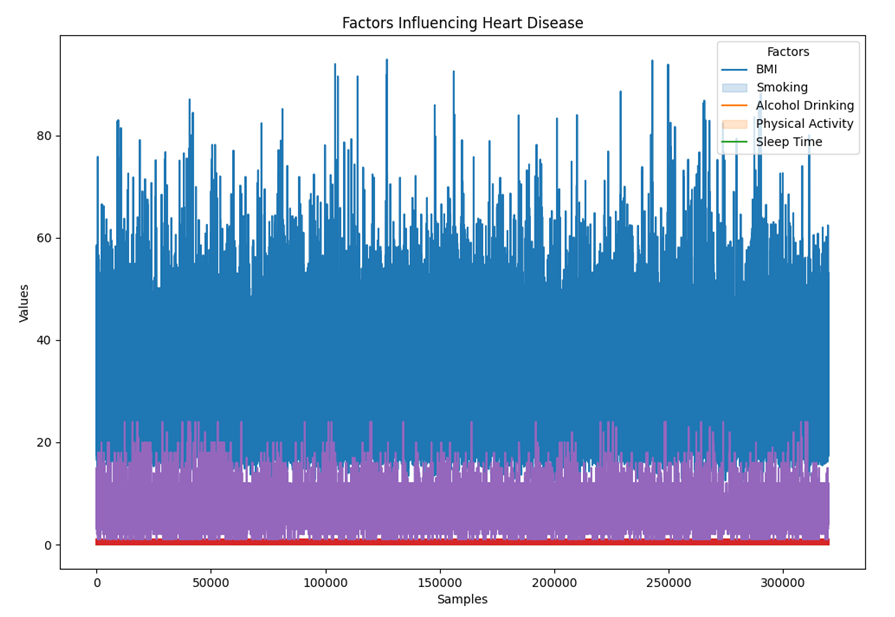 Factors Influencing Heart Disease
Factors
BMI
Smoking
Alcohol Drinking
Physical Activity
Sleep Time
Values
80
60
40
20
0
0 50000 100000 150000 200000 250000 300000
Samples